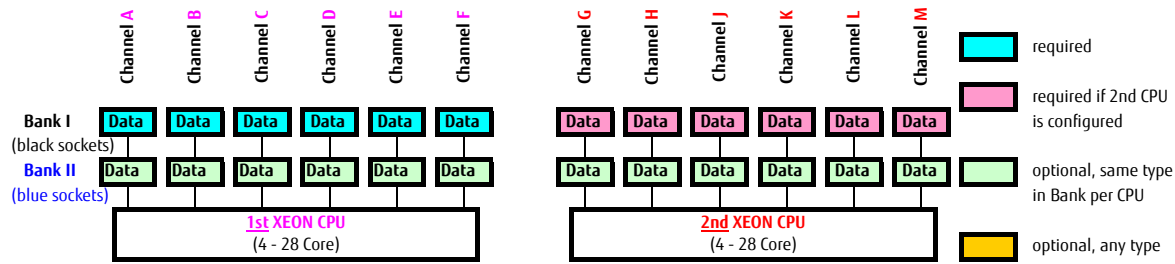 Channel A Channel B Channel C Channel D Channel E Channel F Channel G Channel H Channel J Channel K Channel L Channel M
required
required if 2nd CPU
is configured
Bank I Data Data Data Data Data Data Data Data Data Data Data Data
(black sockets)
Bank II Data Data Data Data Data Data Data Data Data Data Data Data
(blue sockets)
optional, same type
in Bank per CPU
1st XEON CPU 2nd XEON CPU
(4 - 28 Core) (4 - 28 Core)
optional, any type